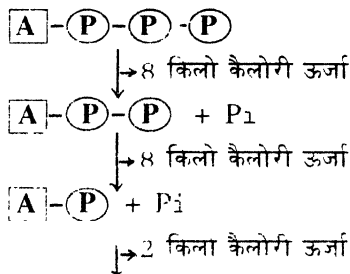 A - P - P - P
8 किलो कैलोरी ऊर्जा
A - P - P + Pi
8 किलो कैलोरी ऊर्जा
A - P + Pi
2 किला कैलोरी ऊर्जा